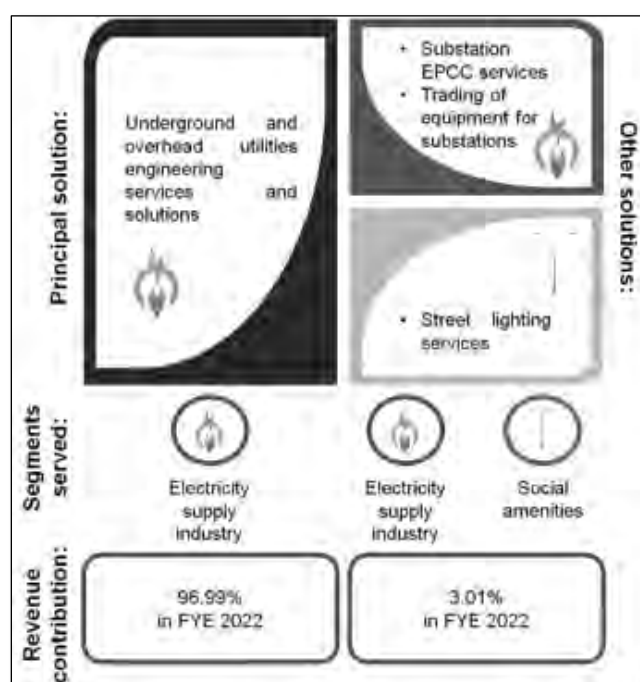 Principal solution:
Underground and
overhead utilities
engineering
services and
solutions
• Substation
EPCC services
• Trading of
equipment for
substations
• Street lighting
services
Other solutions:
Segments
served:
Electricity
supply
industry
Electricity
supply
industry
Social
amenities
Revenue
contribution:
96.99%
in FYE 2022
3.01%
in FYE 2022